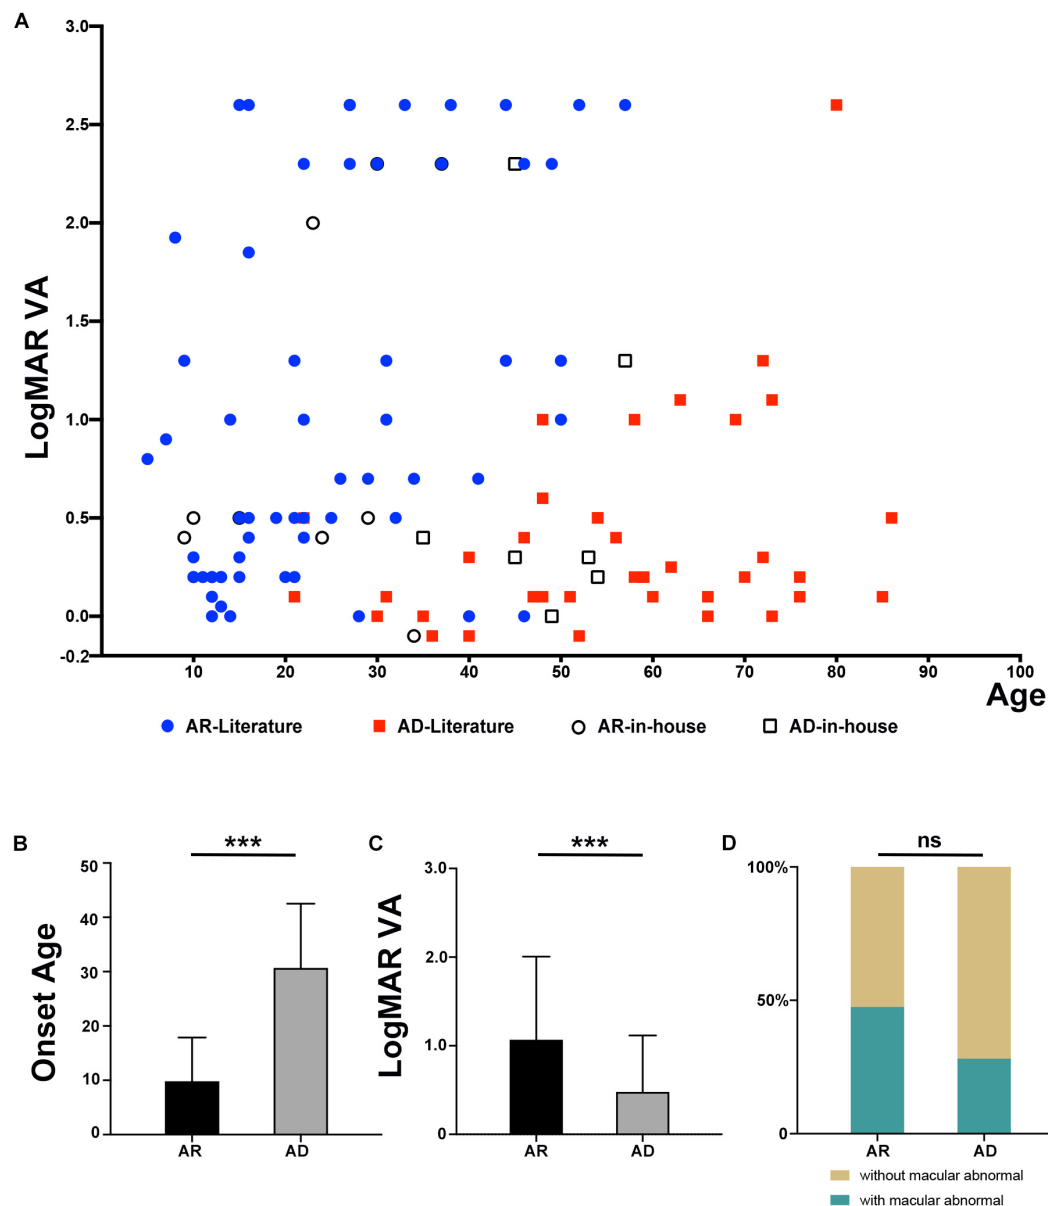 A
3.0
2.5
2.0
1.5
1.0
0.5
0.0
-0.2
LogMAR VA
10 20 30 40 50 60 70 80 90 100
Age
AR-Literature AD-Literature AR-in-house AD-in-house
B
***
50
40
30
20
10
0
Onset Age
AR AD
C
***
3.0
2.0
1.0
0
LogMAR VA
AR AD
D
ns
100%
50%
0
AR AD
without macular abnormal
with macular abnormal